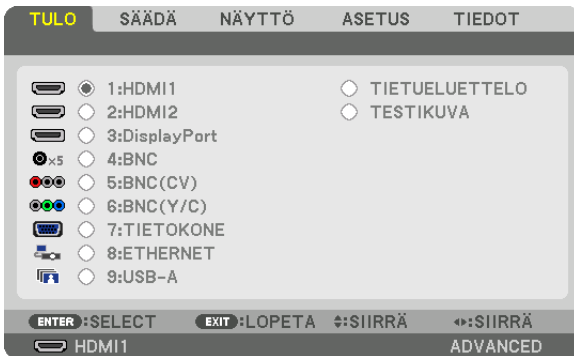 TULO SÄÄDÄ NÄYTTÖ ASETUS TIEDOT
1:HDMI1 TIETUELUETTELO
2:HDMI2 TESTIKUVA
3:DisplayPort
×5 4:BNC
5:BNC(CV)
6:BNC(Y/C)
7:TIETOKONE
8:ETHERNET
9:USB-A
ENTER :SELECT EXIT :LOPETA :SIIRRÄ :SIIRRÄ
HDMI1 ADVANCED